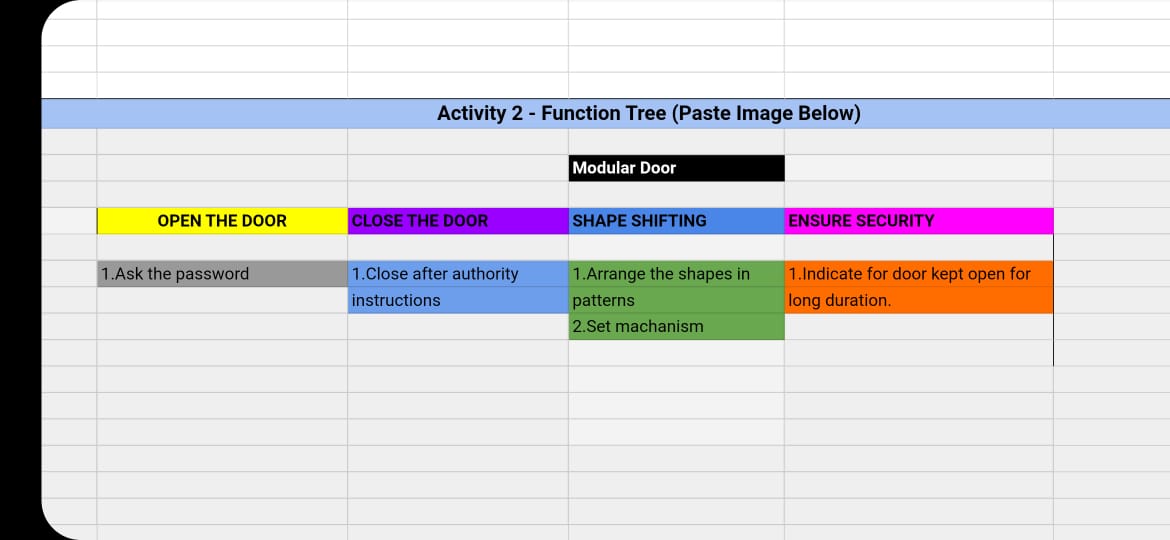 Activity 2 - Function Tree (Paste Image Below)
Modular Door
OPEN THE DOOR
CLOSE THE DOOR
SHAPE SHIFTING
ENSURE SECURITY
1.Ask the password
1.Close after authority
instructions
1.Arrange the shapes in
patterns
2.Set machanism
1.Indicate for door kept open for
long duration.